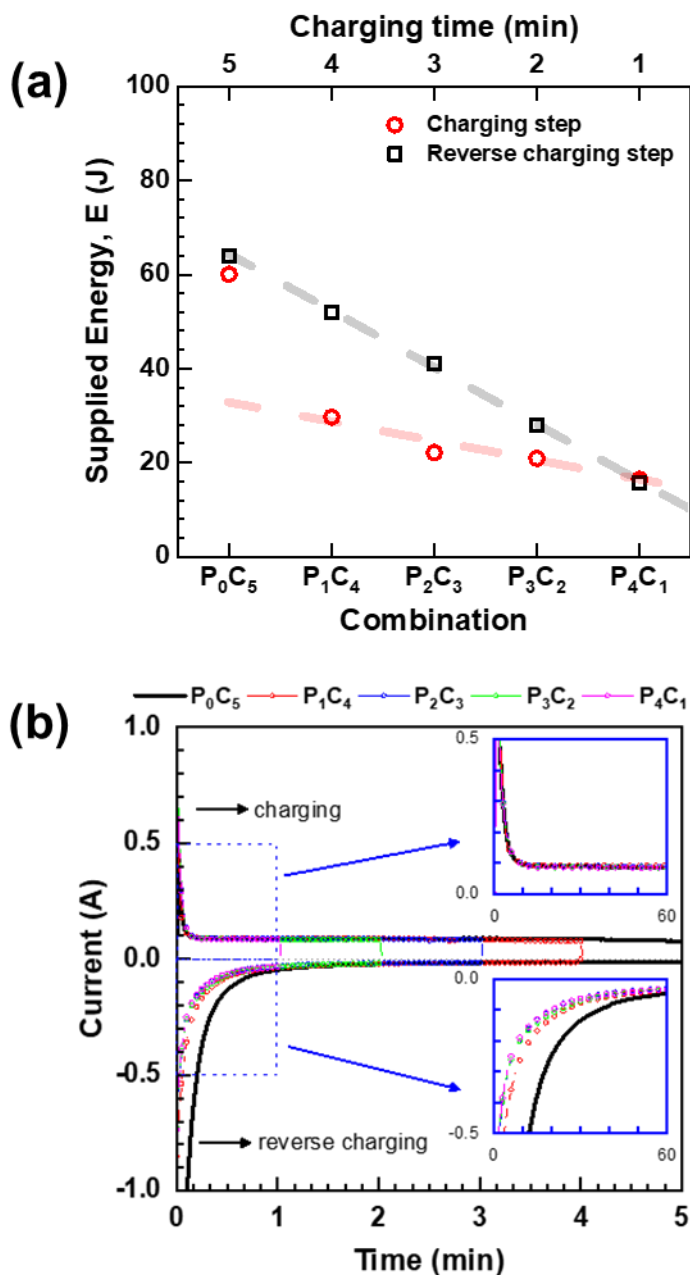 Charging time (min)
5 4 3 2 1
(a)
100
Charging step
Reverse charging step
80
60
40
20
0
Supplied Energy, E (J)
P₀C₅ P₁C₄ P₂C₃ P₃C₂ P₄C₁
Combination
(b)
P₀C₅ P₁C₄ P₂C₃ P₃C₂ P₄C₁
1.0
0.5
0.0
-0.5
-1.0
Current (A)
charging
reverse charging
0.5
0.0
0 60
0.0
-0.5
0 60
0 1 2 3 4 5
Time (min)